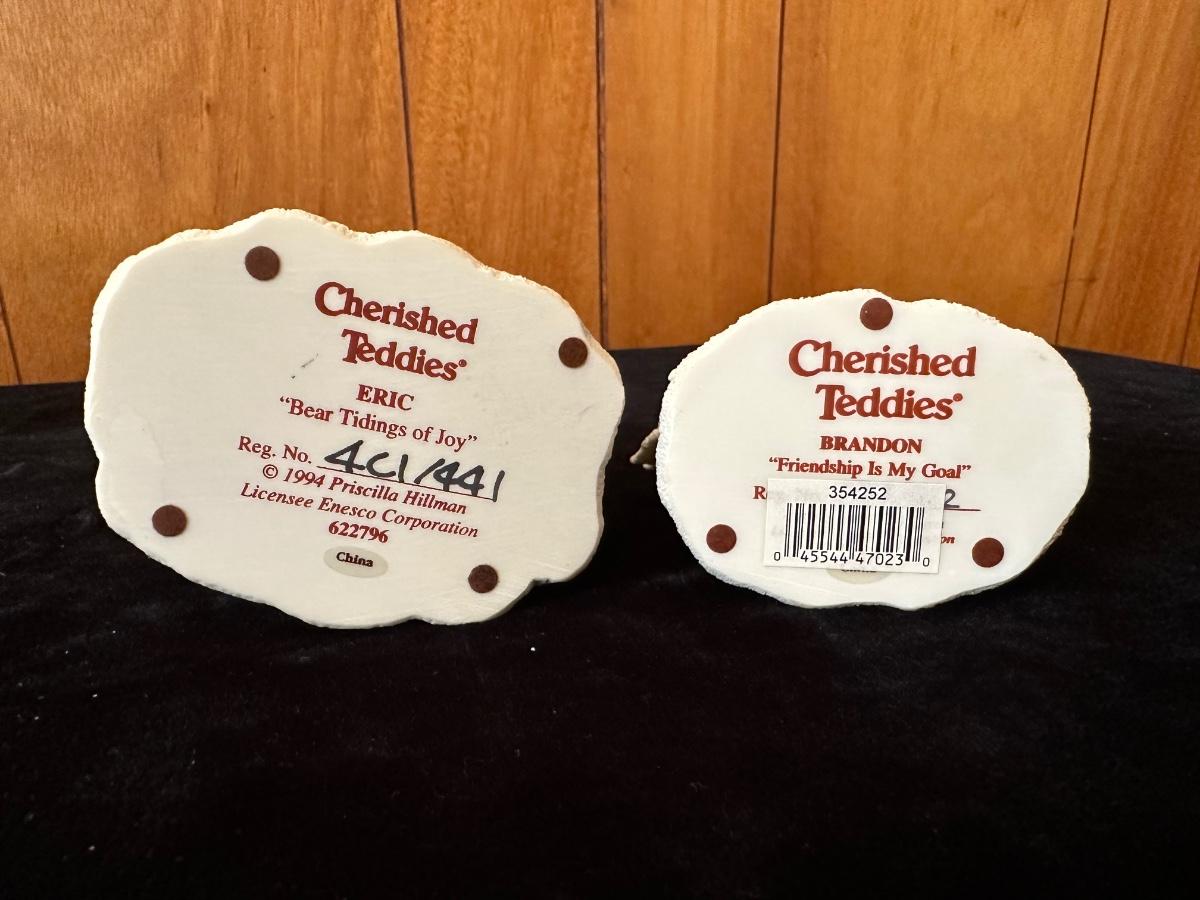 Cherished
Teddies®
ERIC
“Bear Tidings of Joy”
Reg. No. 4C1/441
© 1994 Priscilla Hillman
Licensee Enesco Corporation
622796
China
Cherished
Teddies®
BRANDON
“Friendship Is My Goal”
354252
0 45544 47023 0